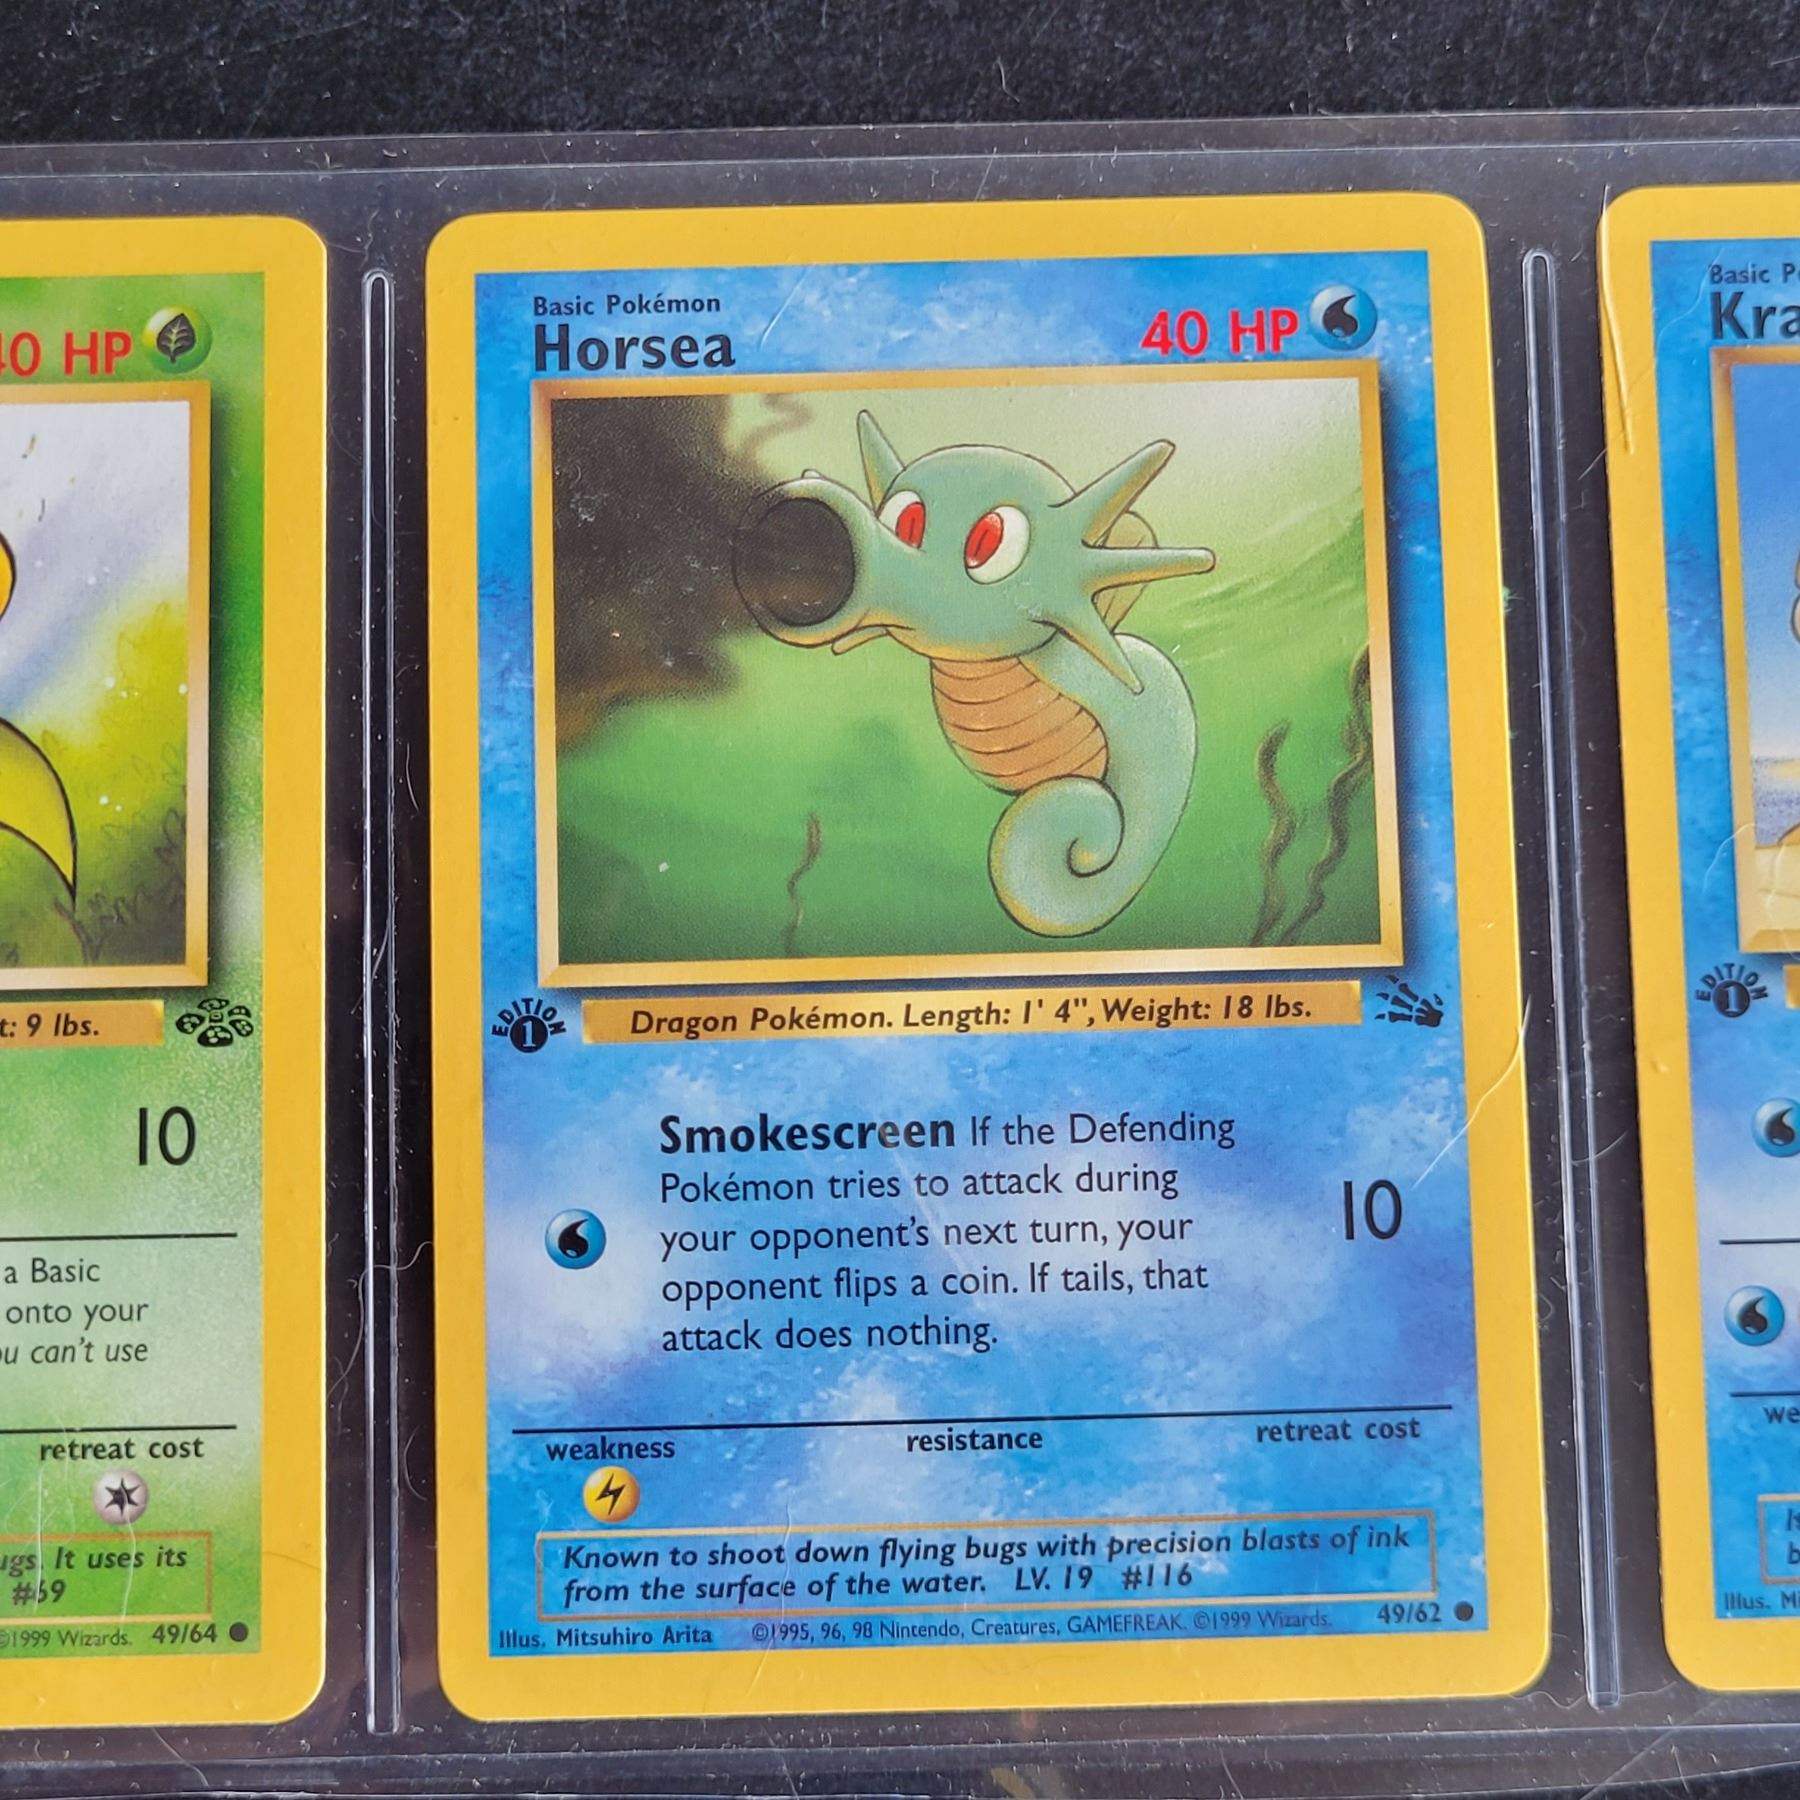 40 HP
t: 9 lbs.
10
a Basic
onto your
can't use
retreat cost
ugs. It uses its
#69
©1999 Wizards. 49/64
Basic Pokémon
Horsea
40 HP
EDITION
1
Dragon Pokémon. Length: 1' 4", Weight: 18 lbs.
Smokescreen If the Defending
Pokémon tries to attack during
your opponent's next turn, your
opponent flips a coin. If tails, that
attack does nothing.
10
weakness
resistance
retreat cost
Known to shoot down flying bugs with precision blasts of ink
from the surface of the water. LV. 19 #116
Illus. Mitsuhiro Arita ©1995, 96, 98 Nintendo, Creatures, GAMEFREAK. ©1999 Wizards. 49/62
Basic P
Kra
EDITION
1
we
Illus. M